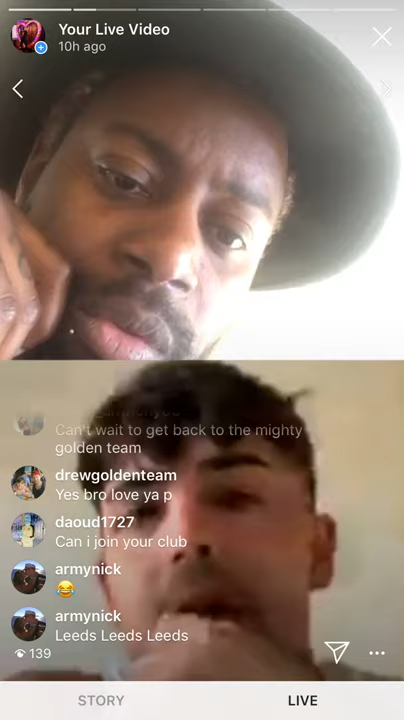 Your Live Video
10h ago
Can't wait to get back to the mighty
golden team
drewgoldenteam
Yes bro love ya p
daoud1727
Can i join your club
armynick
😂
armynick
Leeds Leeds Leeds
139
STORY
LIVE